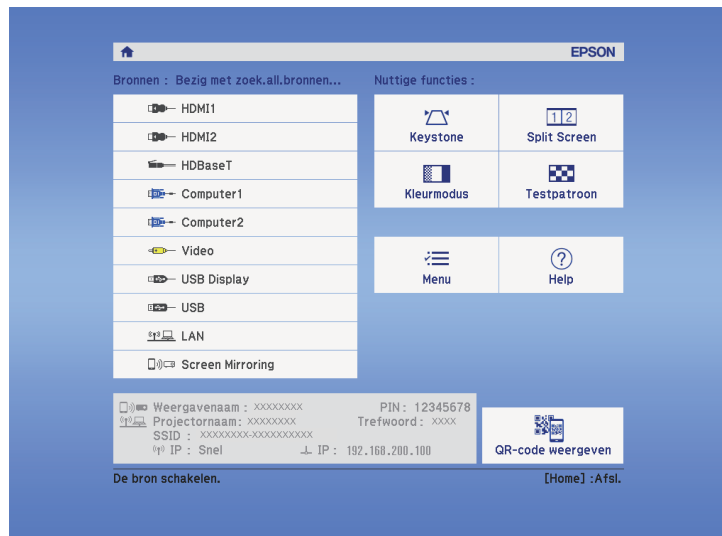 EPSON
Bronnen : Bezig met zoek.all.bronnen...
HDMI1
HDMI2
HDBaseT
Computer1
Computer2
Video
USB Display
USB
LAN
Screen Mirroring
Nuttige functies :
Keystone
1 2
Split Screen
Kleurmodus
Testpatroon
Menu
?
Help
Weergavenaam : XXXXXXXX PIN : 12345678
Projectornaam: XXXXXXXX Trefwoord : XXXX
SSID : XXXXXXXX-XXXXXXXXXX
IP : Snel IP : 192.168.200.100
QR-code weergeven
De bron schakelen. [Home] :Afsl.